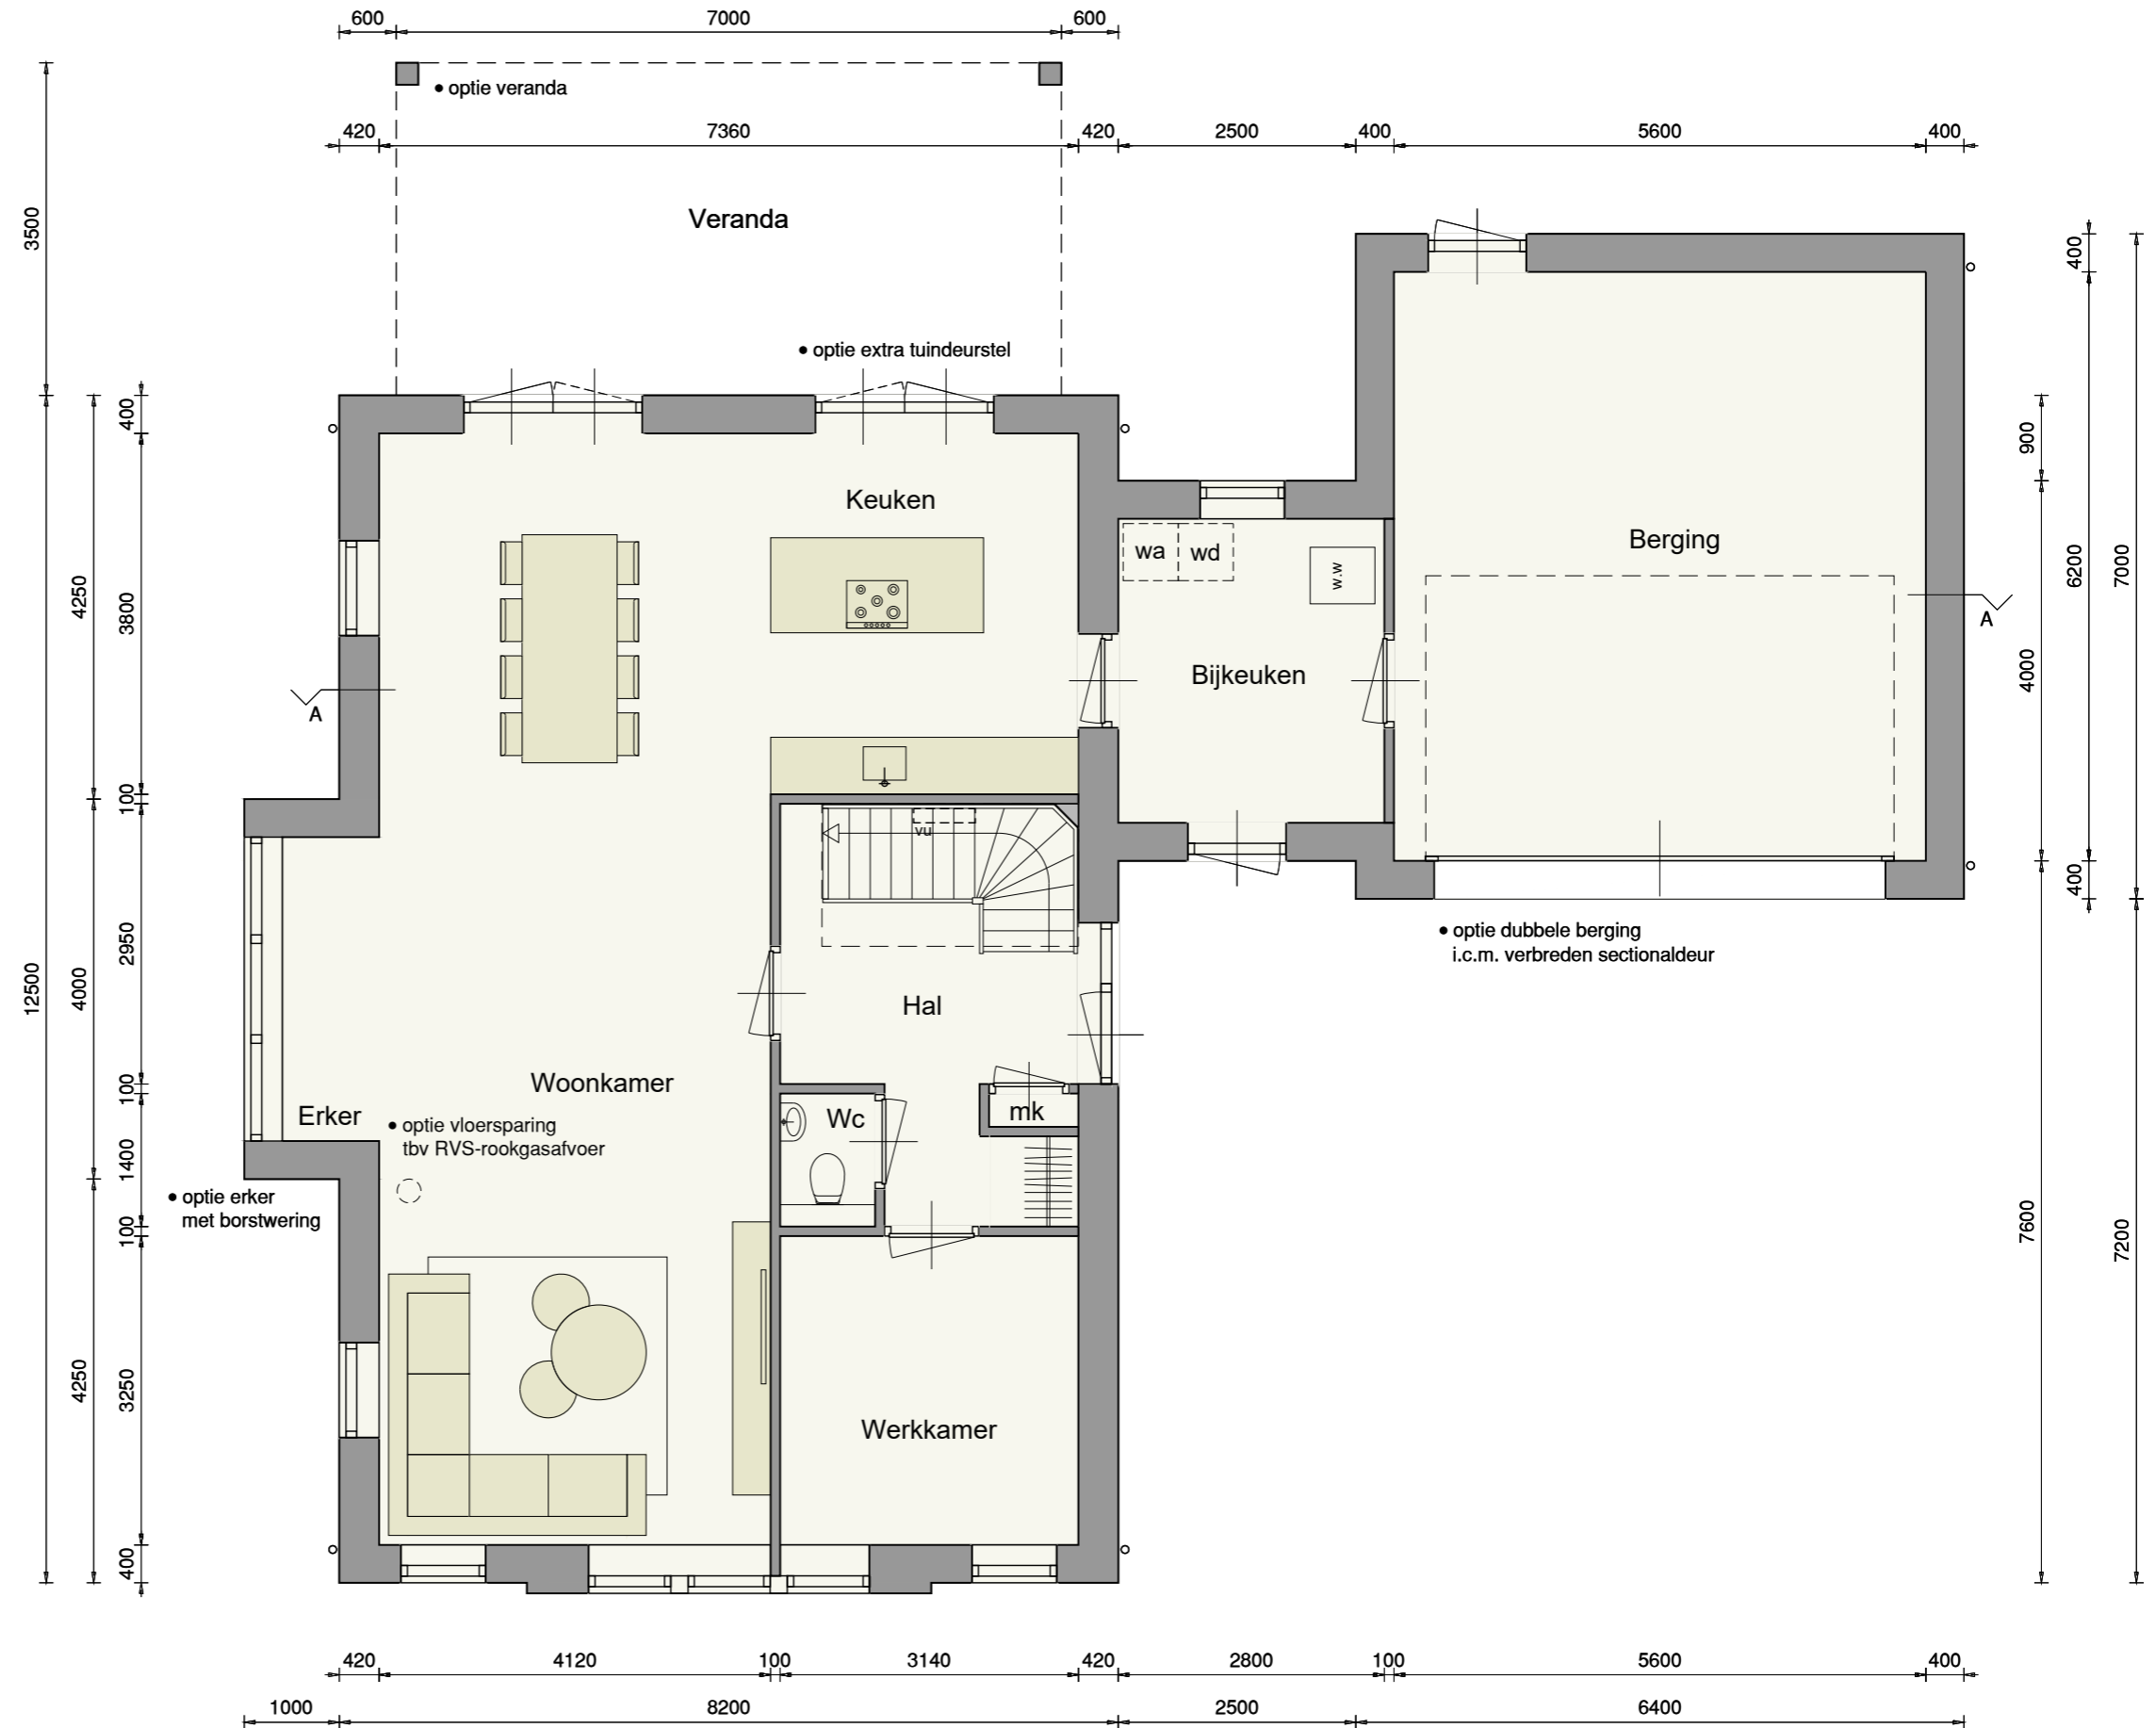 600 7000 600
• optie veranda
420 7360 420 2500 400 5600 400
3500
Veranda
• optie extra tuindeurstel
400
400
900
Keuken
Berging
wa wd
w.w
4250
3800
6200
7000
Bijkeuken
4000
A
A
100
vu
400
• optie dubbele berging
i.c.m. verbreden sectionaldeur
2950
12500
4000
Hal
Woonkamer
100
Erker
• optie vloersparing
tbv RVS-rookgasafvoer
Wc
mk
1400
• optie erker
met borstwering
100
7600
7200
4250
3250
Werkkamer
400
420 4120 100 3140 420 2800 100 5600 400
1000 8200 2500 6400